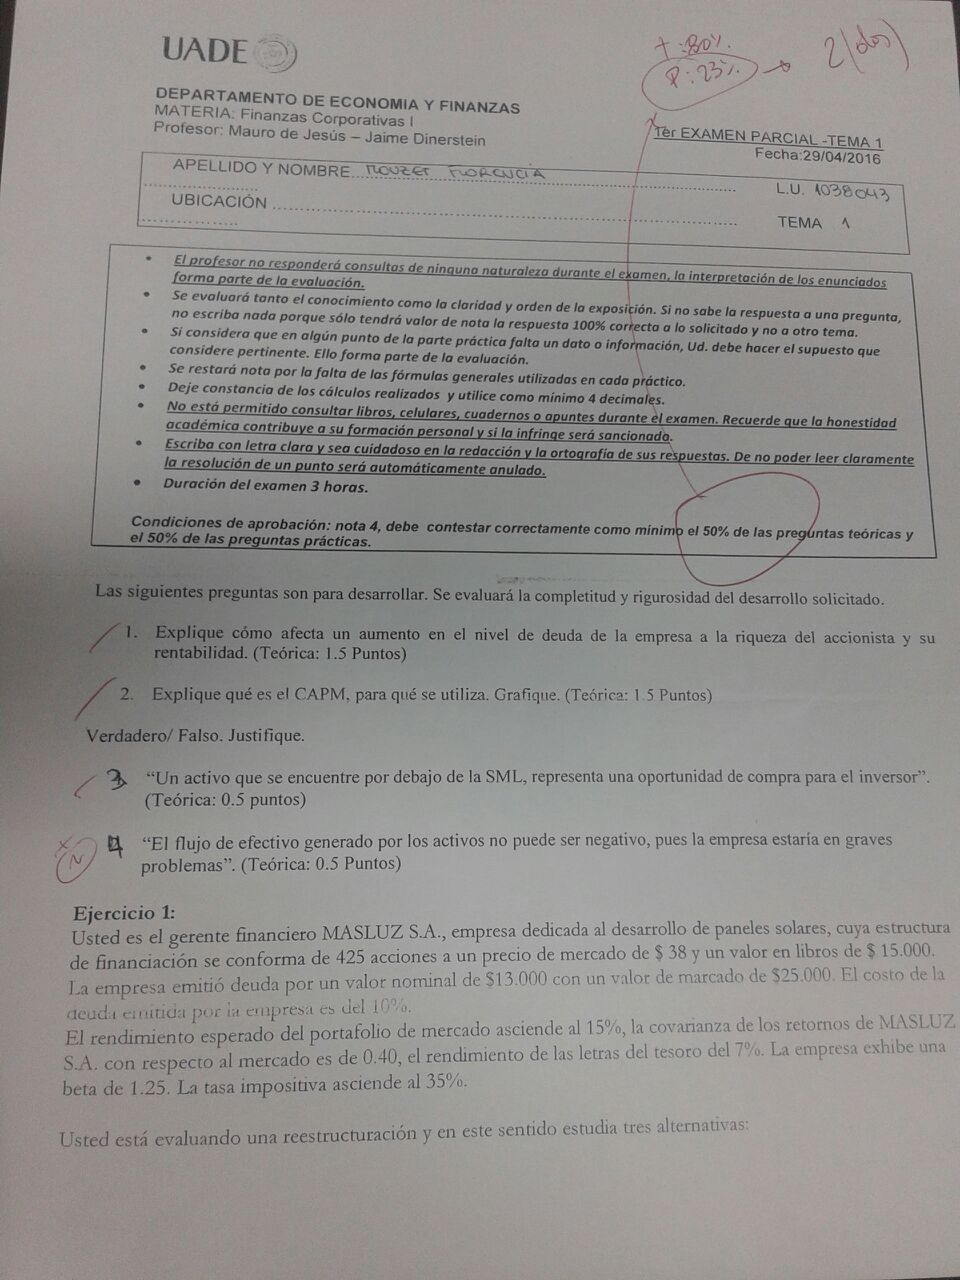 UADE
T: 80%.
P: 23%. → 2 (dos)
DEPARTAMENTO DE ECONOMIA Y FINANZAS
MATERIA: Finanzas Corporativas I
Profesor: Mauro de Jesús – Jaime Dinerstein
1er EXAMEN PARCIAL -TEMA 1
Fecha:29/04/2016
APELLIDO Y NOMBRE FLORENCIA
L.U. 1038043
UBICACIÓN
TEMA 1
• El profesor no responderá consultas de ninguna naturaleza durante el examen, la interpretación de los enunciados
forma parte de la evaluación.
• Se evaluará tanto el conocimiento como la claridad y orden de la exposición. Si no sabe la respuesta a una pregunta,
no escriba nada porque sólo tendrá valor de nota la respuesta 100% correcta a lo solicitado y no a otro tema.
• Si considera que en algún punto de la parte práctica falta un dato o información, Ud. debe hacer el supuesto que
considere pertinente. Ello forma parte de la evaluación.
• Se restará nota por la falta de las fórmulas generales utilizadas en cada práctico.
• Deje constancia de los cálculos realizados y utilice como mínimo 4 decimales.
• No está permitido consultar libros, celulares, cuadernos o apuntes durante el examen. Recuerde que la honestidad
académica contribuye a su formación personal y si la infringe será sancionado.
• Escriba con letra clara y sea cuidadoso en la redacción y la ortografía de sus respuestas. De no poder leer claramente
la resolución de un punto será automáticamente anulado.
• Duración del examen 3 horas.
Condiciones de aprobación: nota 4, debe contestar correctamente como mínimo el 50% de las preguntas teóricas y
el 50% de las preguntas prácticas.
Las siguientes preguntas son para desarrollar. Se evaluará la completitud y rigurosidad del desarrollo solicitado.
1. Explique cómo afecta un aumento en el nivel de deuda de la empresa a la riqueza del accionista y su
rentabilidad. (Teórica: 1.5 Puntos)
2. Explique qué es el CAPM, para qué se utiliza. Grafique. (Teórica: 1.5 Puntos)
Verdadero/ Falso. Justifique.
3 “Un activo que se encuentre por debajo de la SML, representa una oportunidad de compra para el inversor”.
(Teórica: 0.5 puntos)
N
4 “El flujo de efectivo generado por los activos no puede ser negativo, pues la empresa estaría en graves
problemas”. (Teórica: 0.5 Puntos)
Ejercicio 1:
Usted es el gerente financiero MASLUZ S.A., empresa dedicada al desarrollo de paneles solares, cuya estructura
de financiación se conforma de 425 acciones a un precio de mercado de $ 38 y un valor en libros de $ 15.000.
La empresa emitió deuda por un valor nominal de $13.000 con un valor de marcado de $25.000. El costo de la
deuda emitida por la empresa es del 10%.
El rendimiento esperado del portafolio de mercado asciende al 15%, la covarianza de los retornos de MASLUZ
S.A. con respecto al mercado es de 0.40, el rendimiento de las letras del tesoro del 7%. La empresa exhibe una
beta de 1.25. La tasa impositiva asciende al 35%.
Usted está evaluando una reestructuración y en este sentido estudia tres alternativas: